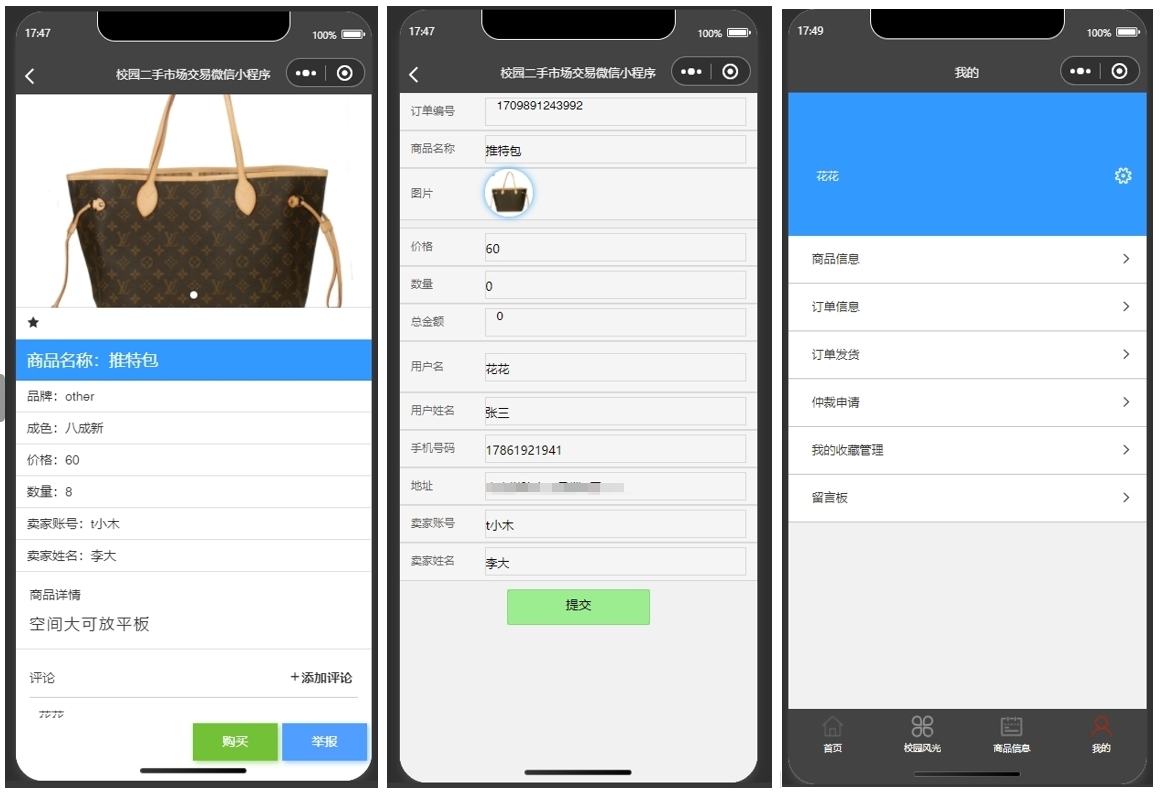 17:47
100%
校园二手市场交易微信小程序
商品名称：推特包
品牌：other
成色：八成新
价格：60
数量：8
卖家账号：t小木
卖家姓名：李大
商品详情
空间大可放平板
评论
+添加评论
购买
举报
17:47
100%
校园二手市场交易微信小程序
订单编号
1709891243992
商品名称
推特包
图片
价格
60
数量
0
总金额
0
用户名
花花
用户姓名
张三
手机号码
17861921941
地址
卖家账号
t小木
卖家姓名
李大
提交
17:49
100%
我的
花花
商品信息
订单信息
订单发货
仲裁申请
我的收藏管理
留言板
首页
校园风光
商品信息
我的